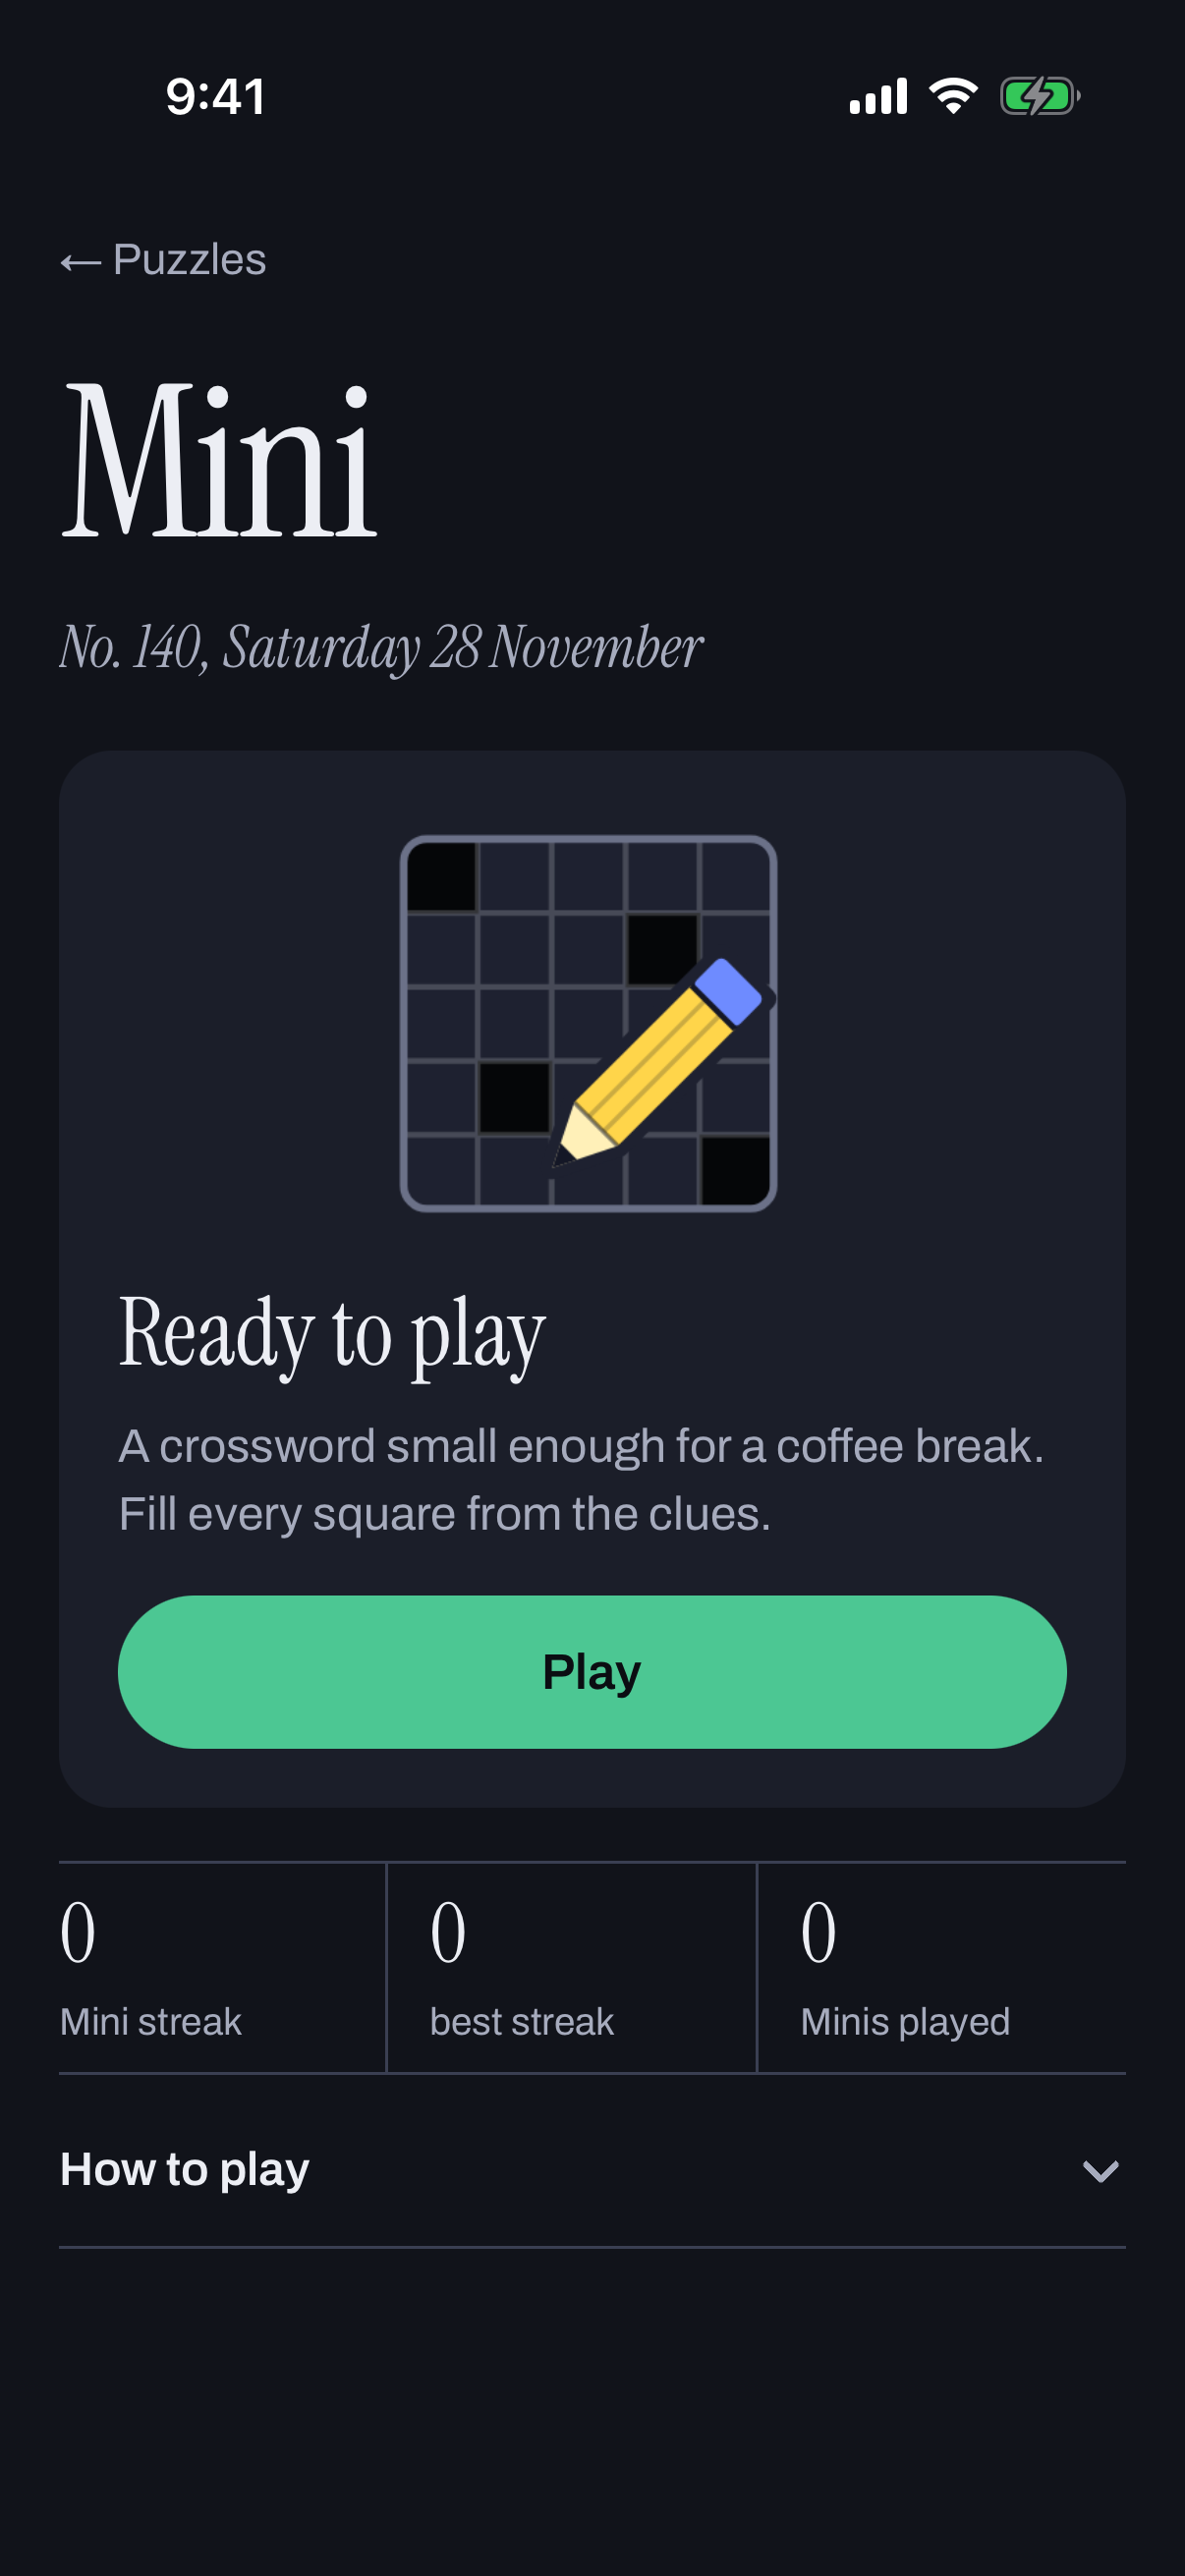 9:41
← Puzzles
Mini
No. 140, Saturday 28 November
Ready to play
A crossword small enough for a coffee break.
Fill every square from the clues.
Play
0
Mini streak
0
best streak
0
Minis played
How to play